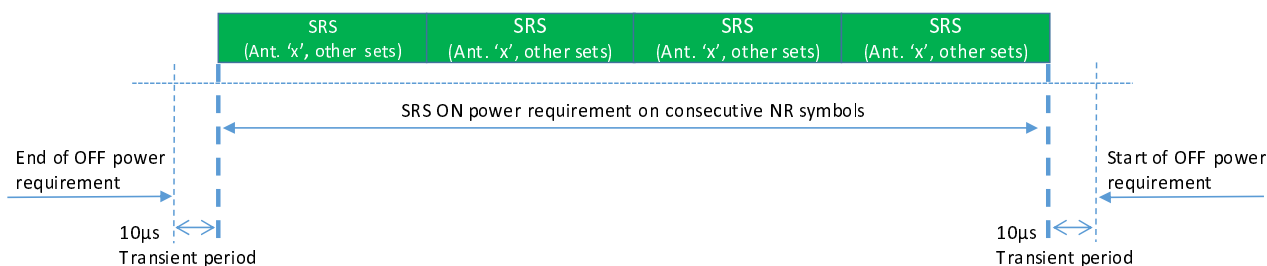 SRS
(Ant. ‘x’, other sets)
SRS
(Ant. ‘x’, other sets)
SRS
(Ant. ‘x’, other sets)
SRS
(Ant. ‘x’, other sets)
SRS ON power requirement on consecutive NR symbols
End of OFF power
requirement
Start of OFF power
requirement
10µs
Transient period
10µs
Transient period